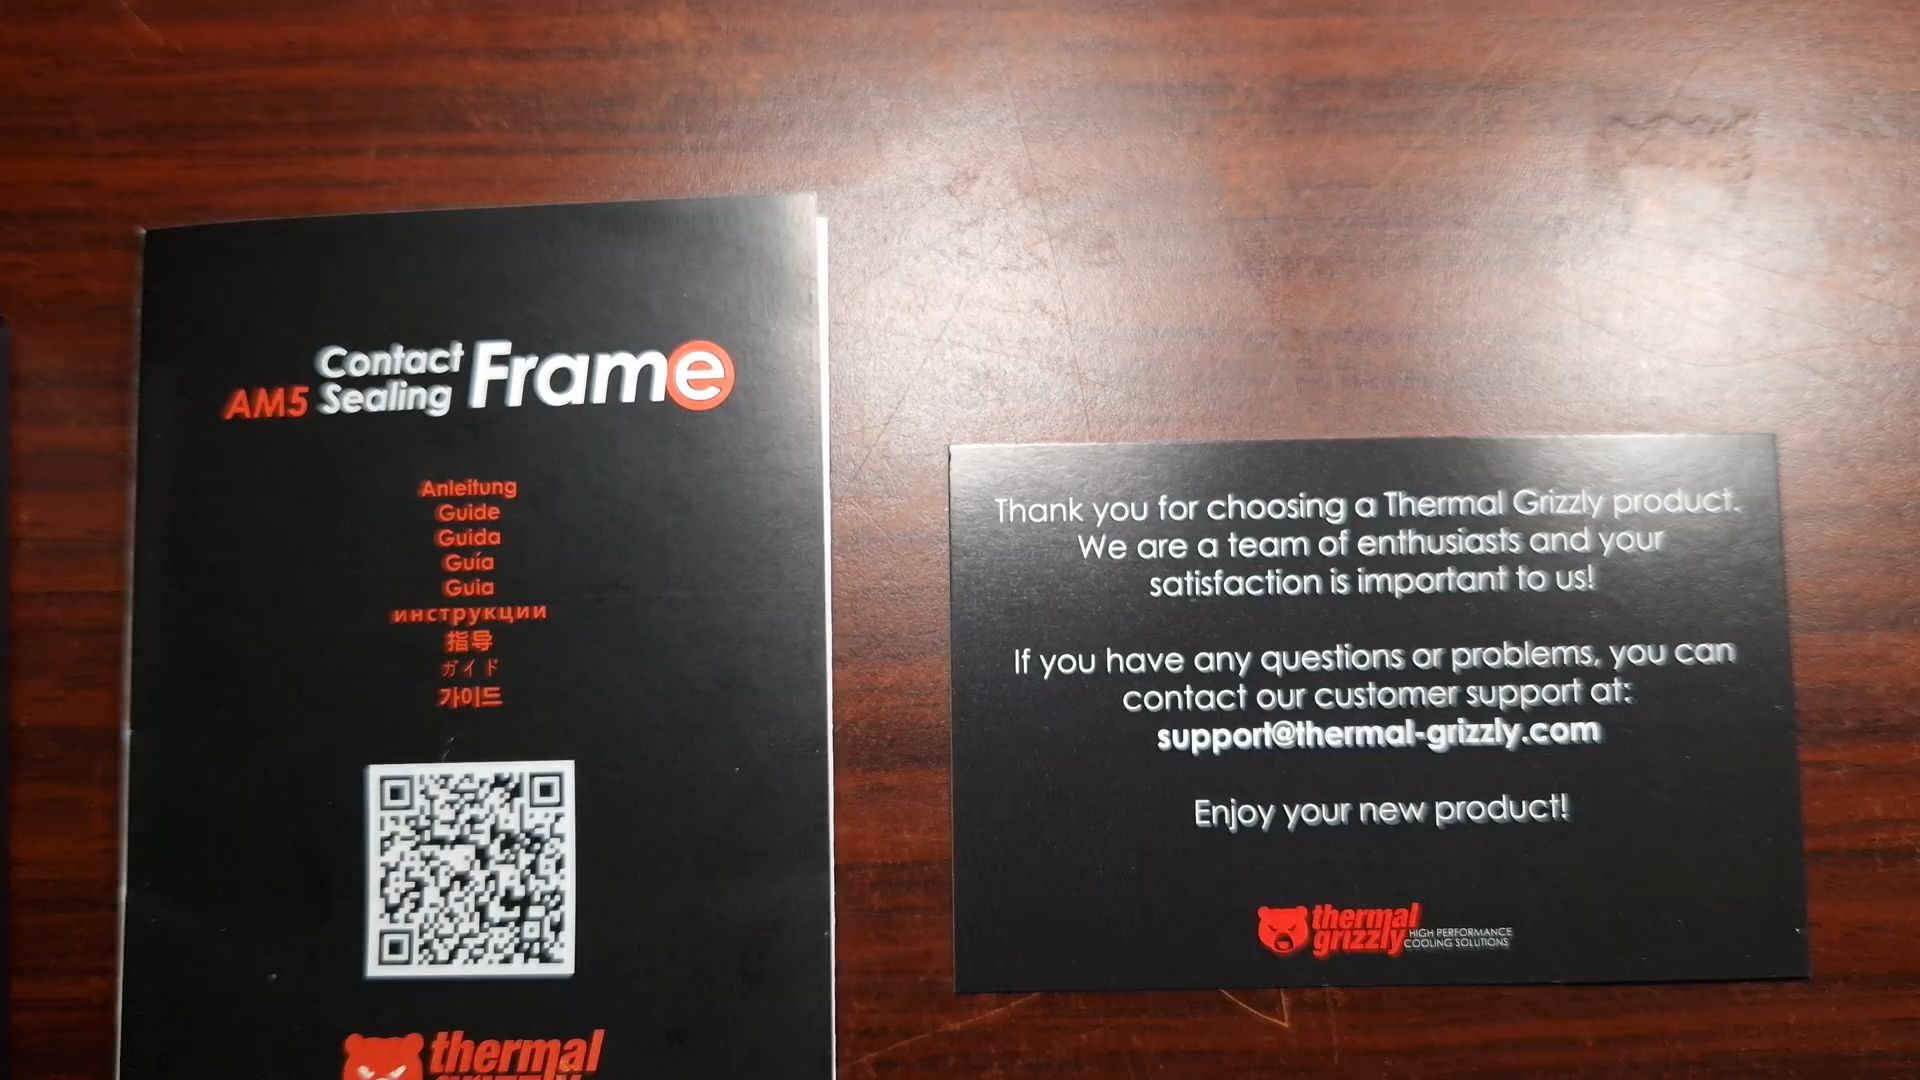 Contact
AM5 Sealing Frame
Anleitung
Guide
Guida
Guía
Guia
инструкции
指导
ガイド
가이드
thermal
grizzly
Thank you for choosing a Thermal Grizzly product.
We are a team of enthusiasts and your
satisfaction is important to us!
If you have any questions or problems, you can
contact our customer support at:
support@thermal-grizzly.com
Enjoy your new product!
thermal
grizzly HIGH PERFORMANCE
COOLING SOLUTIONS